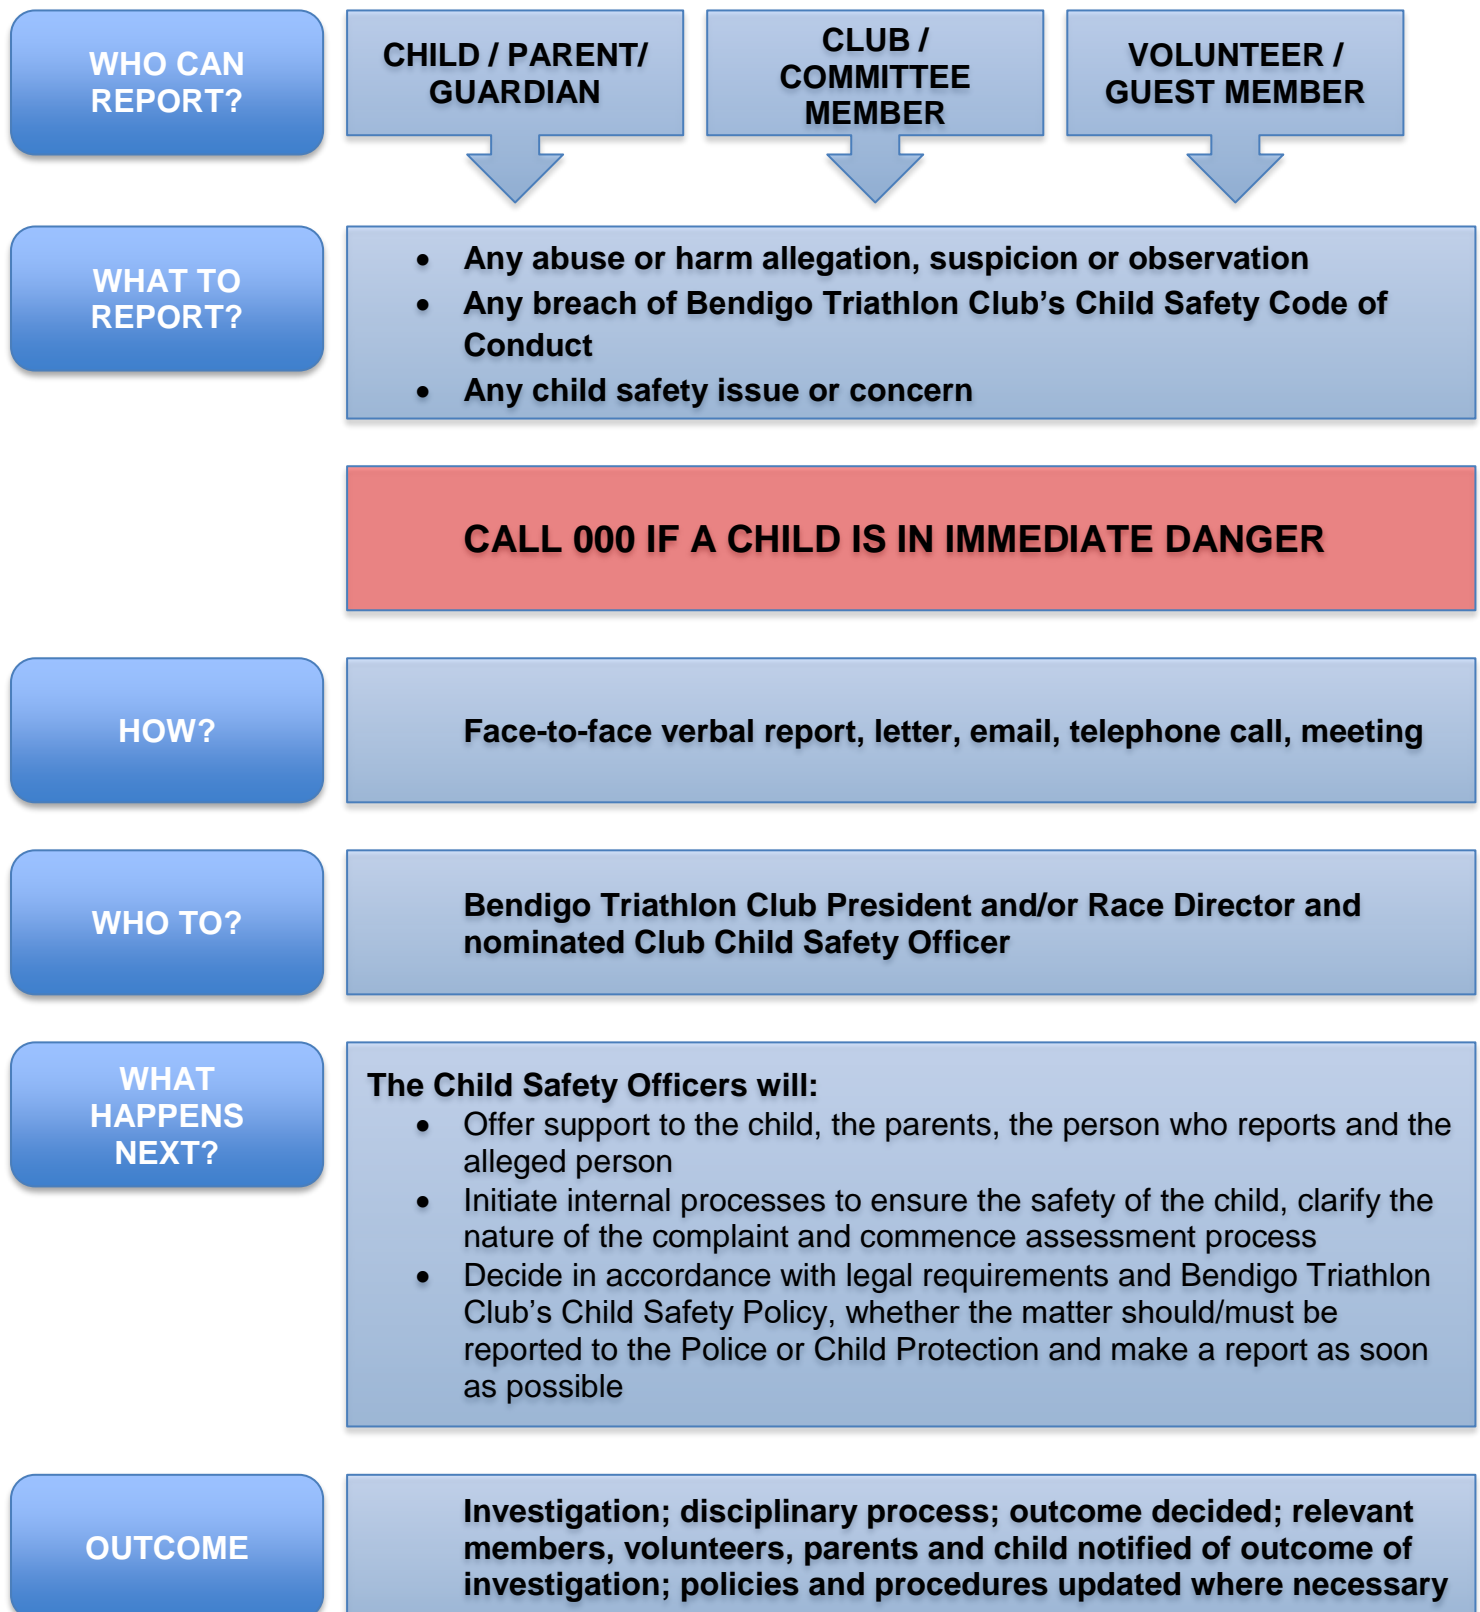 WHO CAN
REPORT?
CHILD / PARENT/
GUARDIAN
CLUB /
COMMITTEE
MEMBER
VOLUNTEER /
GUEST MEMBER
WHAT TO
REPORT?
• Any abuse or harm allegation, suspicion or observation
• Any breach of Bendigo Triathlon Club’s Child Safety Code of
Conduct
• Any child safety issue or concern
CALL 000 IF A CHILD IS IN IMMEDIATE DANGER
HOW?
Face-to-face verbal report, letter, email, telephone call, meeting
WHO TO?
Bendigo Triathlon Club President and/or Race Director and
nominated Club Child Safety Officer
WHAT
HAPPENS
NEXT?
The Child Safety Officers will:
• Offer support to the child, the parents, the person who reports and the
alleged person
• Initiate internal processes to ensure the safety of the child, clarify the
nature of the complaint and commence assessment process
• Decide in accordance with legal requirements and Bendigo Triathlon
Club’s Child Safety Policy, whether the matter should/must be
reported to the Police or Child Protection and make a report as soon
as possible
OUTCOME
Investigation; disciplinary process; outcome decided; relevant
members, volunteers, parents and child notified of outcome of
investigation; policies and procedures updated where necessary